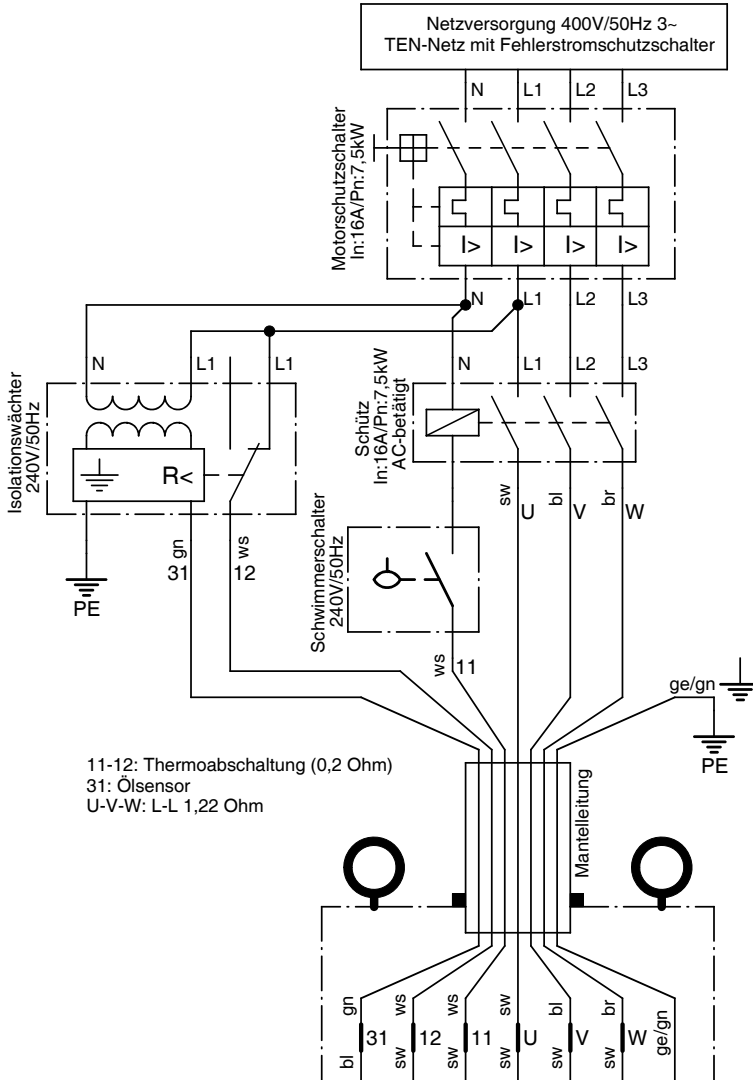 Netzversorgung 400V/50Hz 3~
TEN-Netz mit Fehlerstromschutzschalter
N
L1
L2
L3
Motorschutzschalter
In:16A/Pn:7,5kW
I>
I>
I>
I>
N
L1
L2
L3
N
L1
L1
N
L1
L2
L3
Isolationswächter
240V/50Hz
R<
Schütz
In:16A/Pn:7,5kW
AC-betätigt
sw
U
bl
V
br
W
gn
31
ws
12
PE
Schwimmerschalter
240V/50Hz
ws
11
ge/gn
PE
11-12: Thermoabschaltung (0,2 Ohm)
31: Ölsensor
U-V-W: L-L 1,22 Ohm
Mantelleitung
gn
ws
ws
sw
bl
br
31
12
11
U
V
W
ge/gn
bl
sw
sw
sw
sw
sw